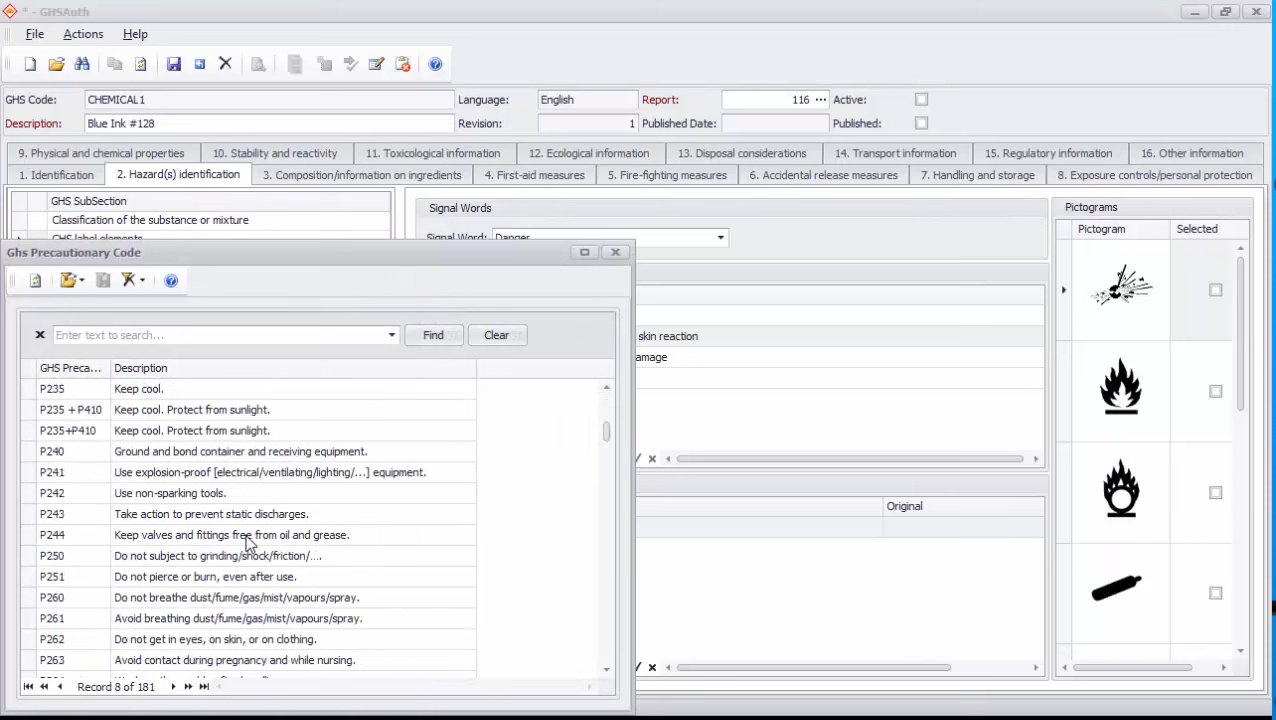 * - GHSAuth
File Actions Help
GHS Code: CHEMICAL1 Language: English Report: 116 ... Active:
Description: Blue Ink #128 Revision: 1 Published Date: Published:
9. Physical and chemical properties 10. Stability and reactivity 11. Toxicological information 12. Ecological information 13. Disposal considerations 14. Transport information 15. Regulatory information 16. Other information
1. Identification 2. Hazard(s) identification 3. Composition/information on ingredients 4. First-aid measures 5. Fire-fighting measures 6. Accidental release measures 7. Handling and storage 8. Exposure controls/personal protection
GHS SubSection
Classification of the substance or mixture
GHS label elements
Signal Words
Signal Word: Danger
skin reaction
amage
Original
Pictograms
Pictogram Selected
Ghs Precautionary Code
Enter text to search... Find Clear
GHS Preca... Description
P235 Keep cool.
P235 + P410 Keep cool. Protect from sunlight.
P235+P410 Keep cool. Protect from sunlight.
P240 Ground and bond container and receiving equipment.
P241 Use explosion-proof [electrical/ventilating/lighting/...] equipment.
P242 Use non-sparking tools.
P243 Take action to prevent static discharges.
P244 Keep valves and fittings free from oil and grease.
P250 Do not subject to grinding/shock/friction/....
P251 Do not pierce or burn, even after use.
P260 Do not breathe dust/fume/gas/mist/vapours/spray.
P261 Avoid breathing dust/fume/gas/mist/vapours/spray.
P262 Do not get in eyes, on skin, or on clothing.
P263 Avoid contact during pregnancy and while nursing.
Record 8 of 181